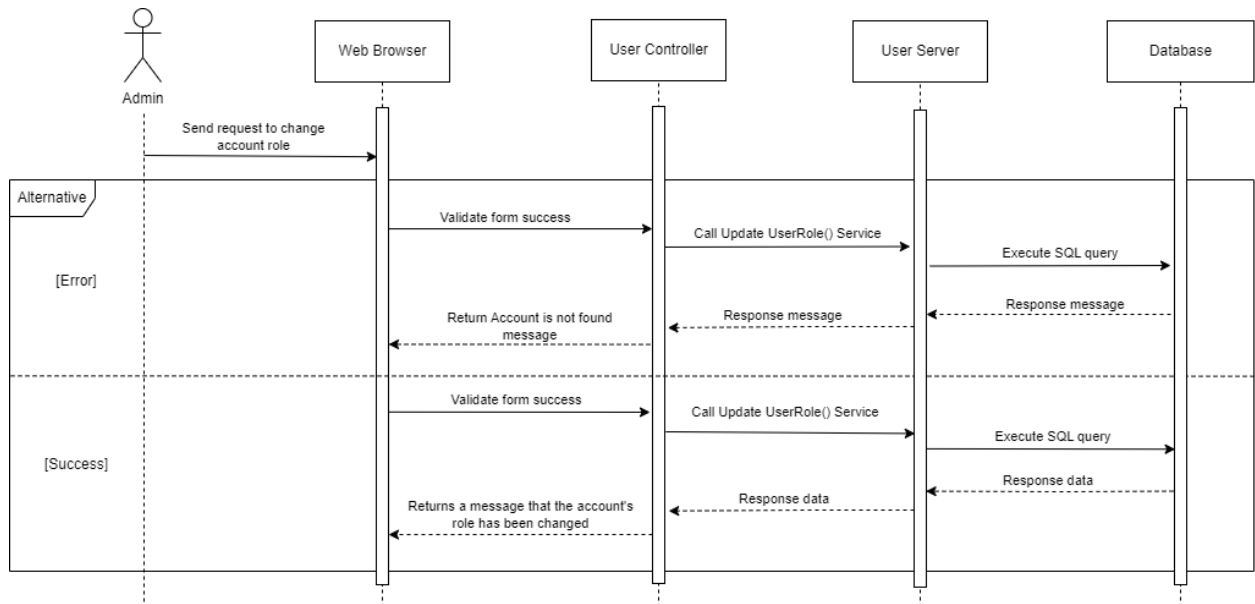 Admin
Web Browser
User Controller
User Server
Database
Send request to change
account role
Alternative
[Error]
Validate form success
Call Update UserRole() Service
Execute SQL query
Response message
Response message
Return Account is not found
message
[Success]
Validate form success
Call Update UserRole() Service
Execute SQL query
Response data
Response data
Returns a message that the account's
role has been changed